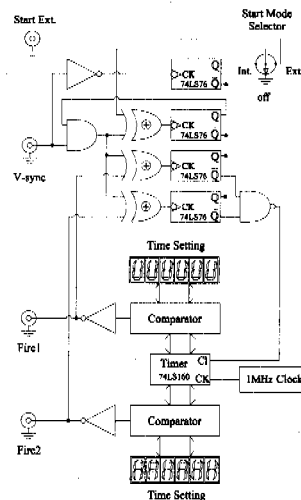 Start Ext.
Start Mode
Selector
Int.
Ext
off
Q
CK
74LS76
Q
Q
CK
74LS76
Q
V-sync
Q
CK
74LS76
Q
Q
CK
74LS76
Q
Time Setting
Fire1
Comparator
Timer
74LS160
Cl
CK
1MHz Clock
Comparator
Fire2
Time Setting